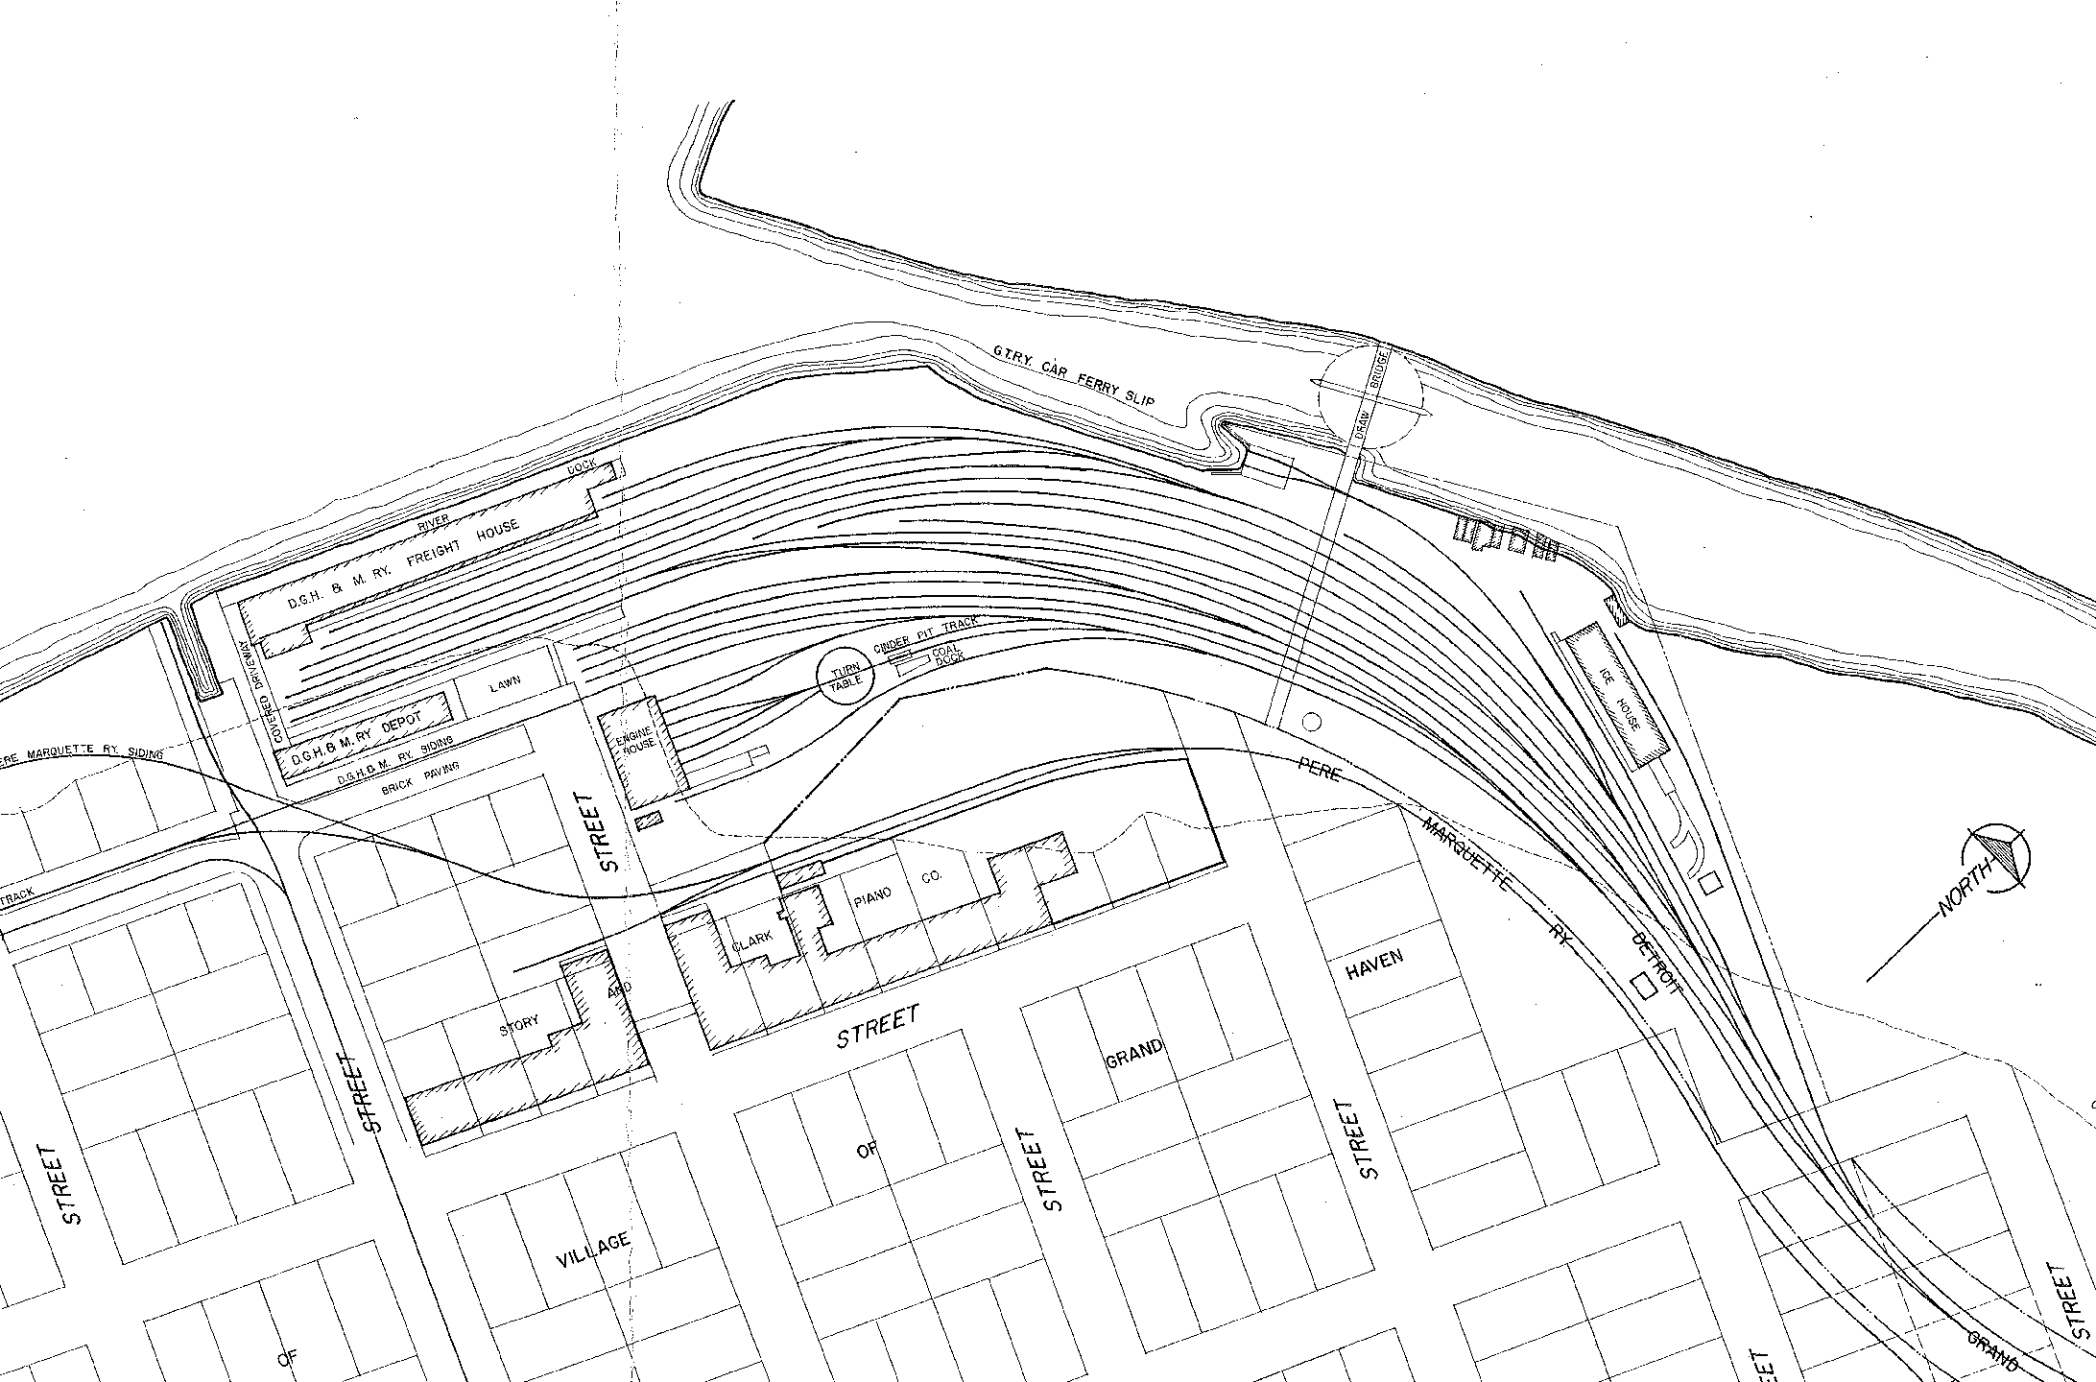 G.T.RY. CAR FERRY SLIP
DRAW BRIDGE
RIVER DOCK
D.G.H. & M. RY. FREIGHT HOUSE
COVERED DRIVEWAY
LAWN
D.G.H. & M. RY DEPOT
D.G.H. & M. RY. SIDING
BRICK PAVING
ERE MARQUETTE RY. SIDING
TRACK
ENGINE HOUSE
TURN TABLE
CINDER PIT TRACK
COAL DOCK
ICE HOUSE
NORTH
PERE MARQUETTE RY.
DETROIT
GRAND
STREET
CLARK
PIANO CO.
STORY
AND
STREET
HAVEN
GRAND
OF
VILLAGE
STREET
STREET
STREET
STREET
OF
STREET
EET